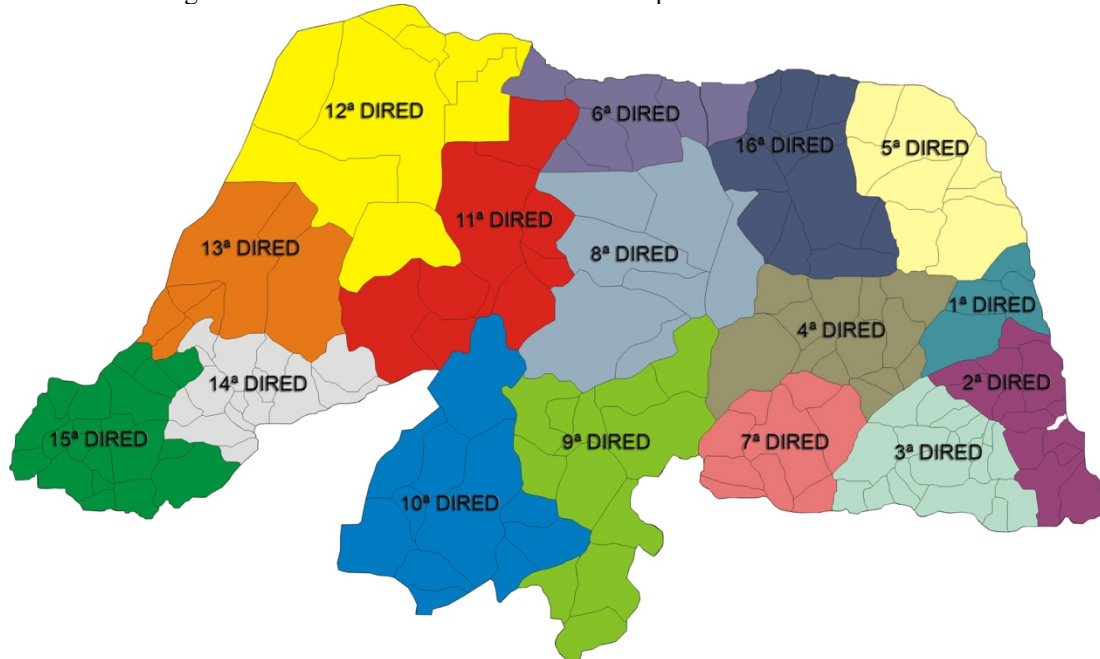 12ª DIRED
6ª DIRED
16ª DIRED
5ª DIRED
11ª DIRED
13ª DIRED
8ª DIRED
1ª DIRED
4ª DIRED
14ª DIRED
2ª DIRED
15ª DIRED
9ª DIRED
7ª DIRED
3ª DIRED
10ª DIRED